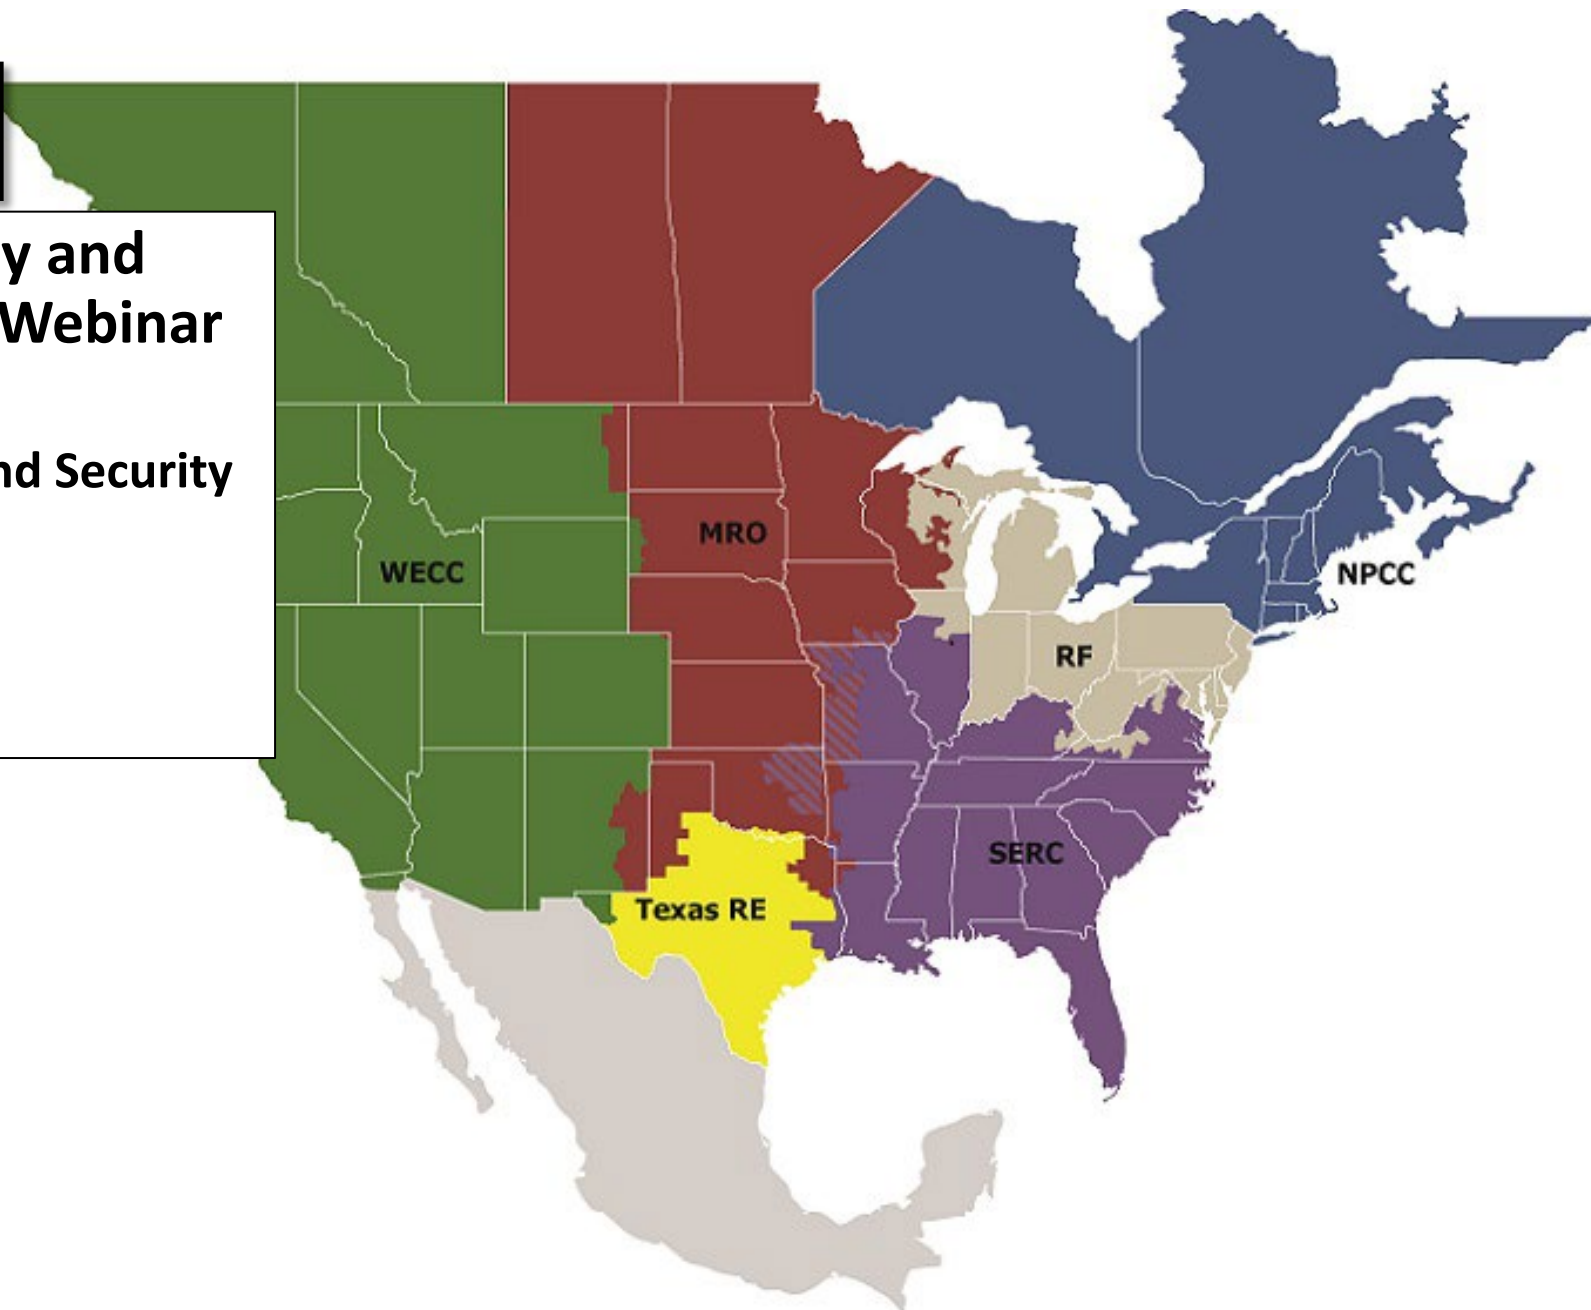 y and
Webinar
nd Security
MRO
WECC
NPCC
RF
SERC
Texas RE